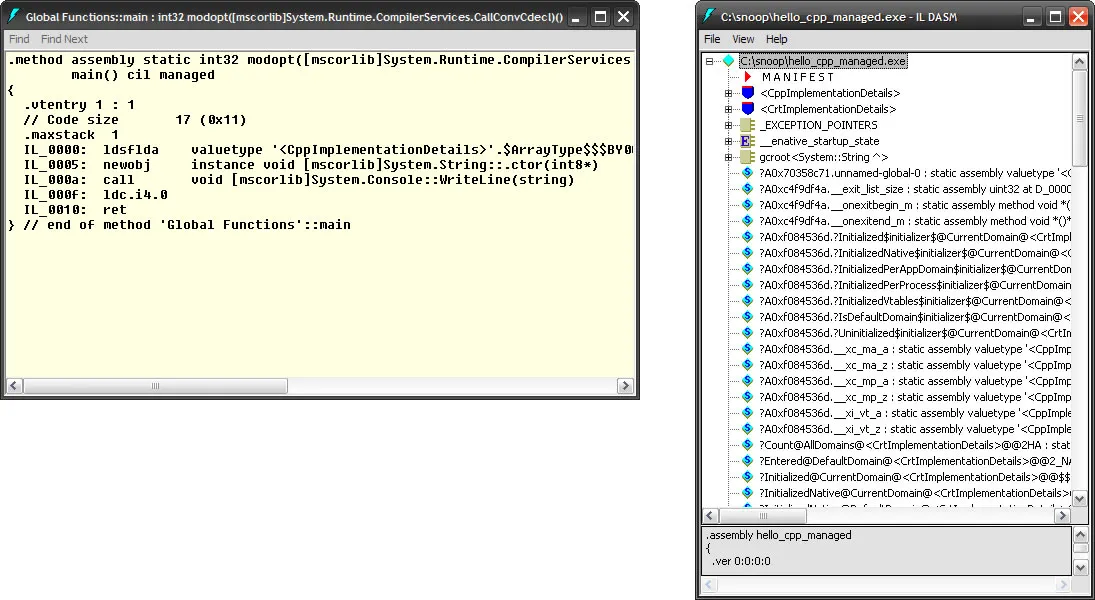 Global Functions::main : int32 modopt([mscorlib]System.Runtime.CompilerServices.CallConvCdecl)()
Find Find Next
.method assembly static int32 modopt([mscorlib]System.Runtime.CompilerServices
main() cil managed
{
.vtentry 1 : 1
// Code size 17 (0x11)
.maxstack 1
IL_0000: ldsflda valuetype '<CppImplementationDetails>'.$ArrayType$$$BY0
IL_0005: newobj instance void [mscorlib]System.String::.ctor(int8*)
IL_000a: call void [mscorlib]System.Console::WriteLine(string)
IL_000f: ldc.i4.0
IL_0010: ret
} // end of method 'Global Functions'::main
C:\snoop\hello_cpp_managed.exe - IL DASM
File View Help
C:\snoop\hello_cpp_managed.exe
M A N I F E S T
<CppImplementationDetails>
<CrtImplementationDetails>
_EXCEPTION_POINTERS
__enative_startup_state
gcroot<System::String ^>
?A0x70358c71.unnamed-global-0 : static assembly valuetype '<C
?A0xc4f9df4a.__exit_list_size : static assembly uint32 at D_0000
?A0xc4f9df4a.__onexitbegin_m : static assembly method void *()
?A0xc4f9df4a.__onexitend_m : static assembly method void *()*
?A0xf084536d.?Initialized$initializer$@CurrentDomain@<CrtImpl
?A0xf084536d.?InitializedNative$initializer$@CurrentDomain@<C
?A0xf084536d.?InitializedPerAppDomain$initializer$@CurrentDom
?A0xf084536d.?InitializedPerProcess$initializer$@CurrentDomain
?A0xf084536d.?InitializedVtables$initializer$@CurrentDomain@<C
?A0xf084536d.?IsDefaultDomain$initializer$@CurrentDomain@<
?A0xf084536d.?Uninitialized$initializer$@CurrentDomain@<CrtI
?A0xf084536d.__xc_ma_a : static assembly valuetype '<CppImp
?A0xf084536d.__xc_ma_z : static assembly valuetype '<CppImp
?A0xf084536d.__xc_mp_a : static assembly valuetype '<CppImp
?A0xf084536d.__xc_mp_z : static assembly valuetype '<CppImp
?A0xf084536d.__xi_vt_a : static assembly valuetype '<CppImple
?A0xf084536d.__xi_vt_z : static assembly valuetype '<CppImple
?Count@AllDomains@<CrtImplementationDetails>@@2HA : stat
?Entered@DefaultDomain@<CrtImplementationDetails>@@2_NA
?Initialized@CurrentDomain@<CrtImplementationDetails>@@$$
?InitializedNative@CurrentDomain@<CrtImplementationDetails>
.assembly hello_cpp_managed
{
.ver 0:0:0:0